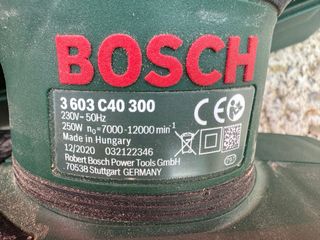 BOSCH
3 603 C40 300
230V~ 50Hz
250W n₀=7000-12000 min⁻¹
Made in Hungary
12/2020 032122346
Robert Bosch Power Tools GmbH
70538 Stuttgart GERMANY
CE